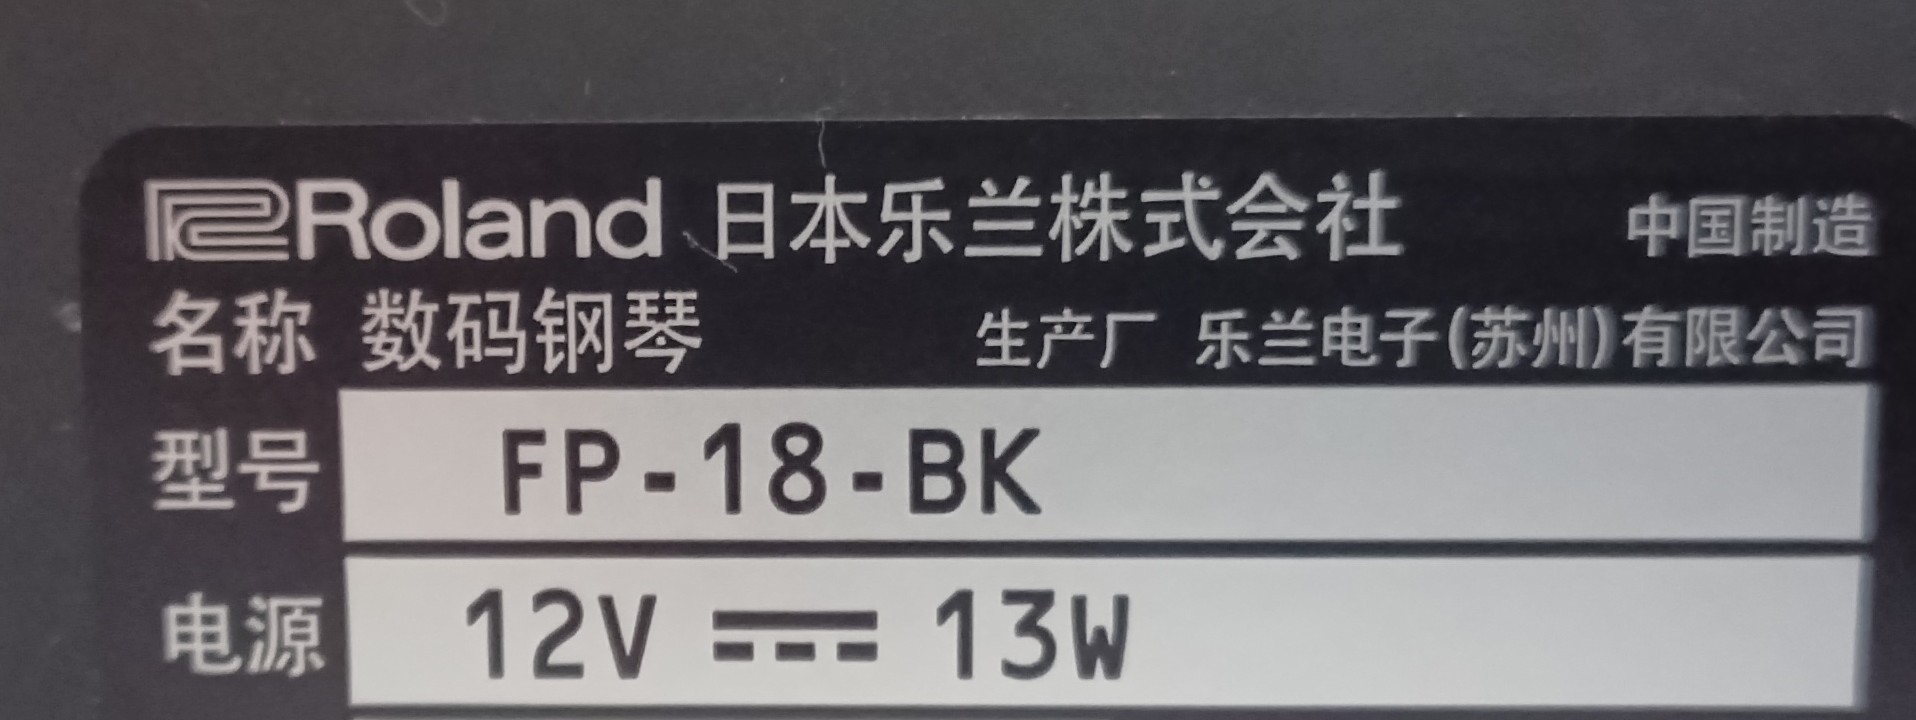 Roland 日本乐兰株式会社 中国制造
名称 数码钢琴 生产厂 乐兰电子(苏州)有限公司
型号 FP-18-BK
电源 12V ⎓ 13W